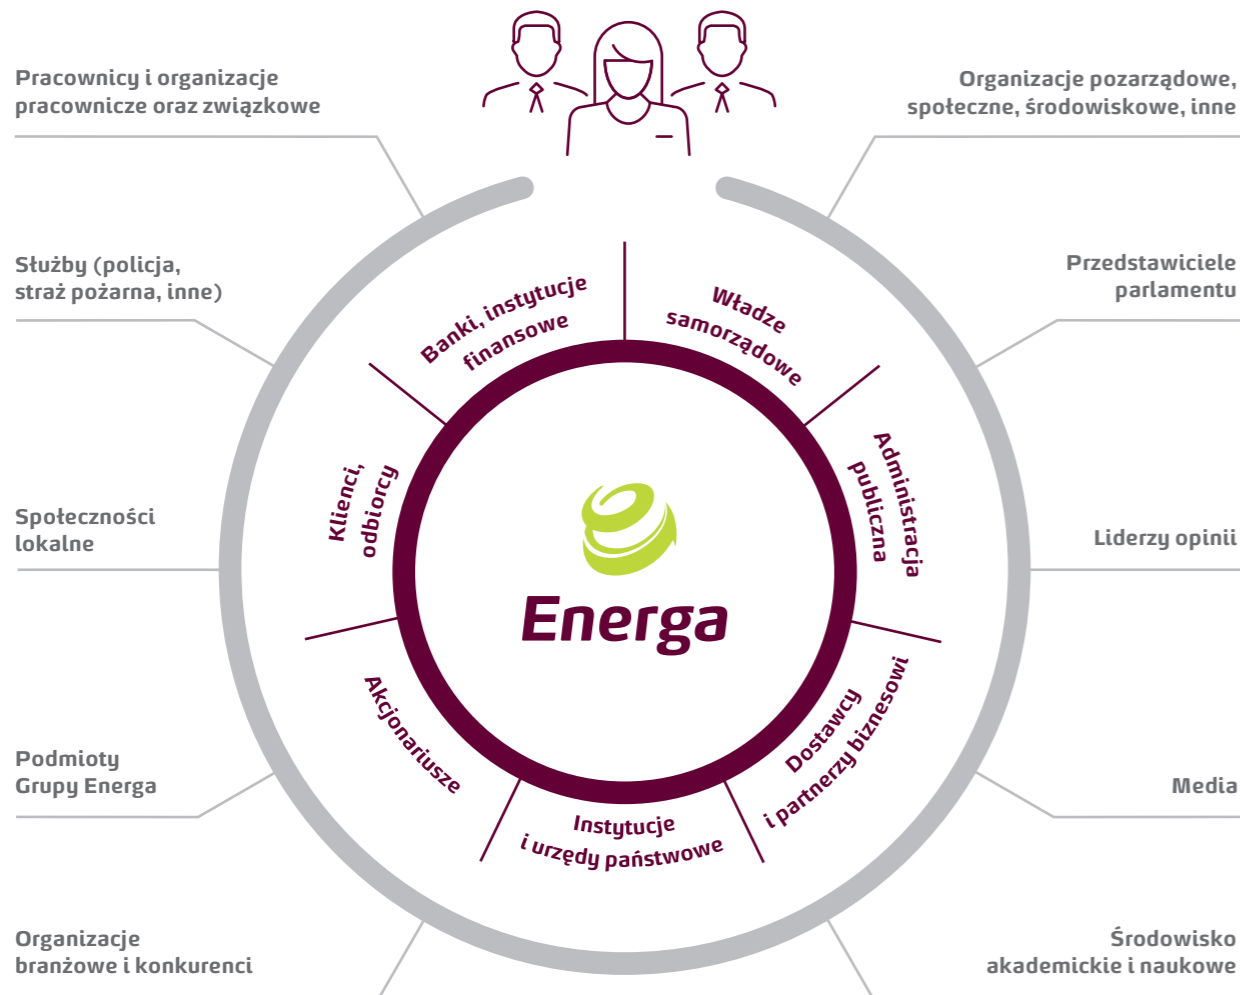 Pracownicy i organizacje
pracownicze oraz związkowe
Organizacje pozarządowe,
społeczne, środowiskowe, inne
Służby (policja,
straż pożarna, inne)
Przedstawiciele
parlamentu
Banki, instytucje
finansowe
Władze
samorządowe
Klienci,
odbiorcy
Administracja
publiczna
Społeczności
lokalne
Liderzy opinii
Energa
Akcjonariusze
Dostawcy
i partnerzy biznesowi
Instytucje
i urzędy państwowe
Podmioty
Grupy Energa
Media
Organizacje
branżowe i konkurenci
Środowisko
akademickie i naukowe